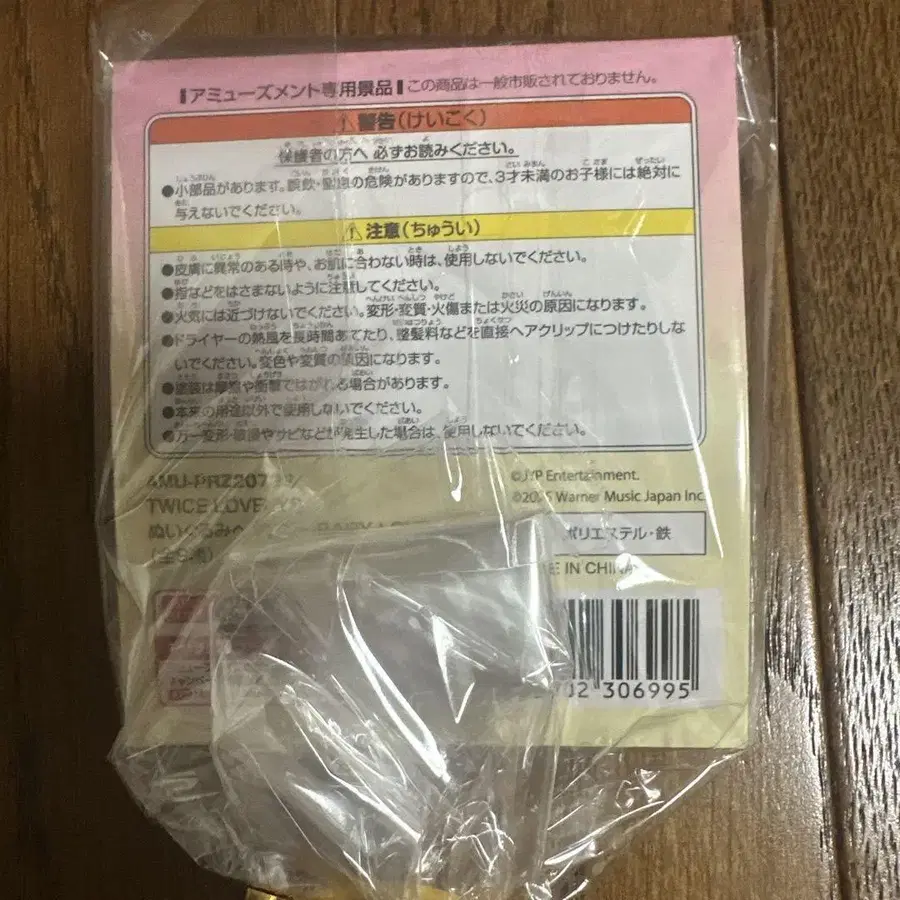 アミューズメント専用景品 この商品は一般市販されておりません。
⚠警告(けいこく)
保護者の方へ 必ずお読みください。
●小部品があります。誤飲・窒息の危険がありますので、3才未満のお子様には絶対に
与えないでください。
⚠注意(ちゅうい)
●皮膚に異常のある時や、お肌に合わない時は、使用しないでください。
●指などをはさまないように注意してください。
●火気には近づけないでください。変形・変質・火傷または火災の原因になります。
●ドライヤーの熱風を長時間あてたり、整髪料などを直接ヘアクリップにつけたりしな
いでください。変色や変質の原因になります。
●塗装は摩擦や衝撃ではがれる場合があります。
●本来の用途以外で使用しないでください。
●万一変形・破損やサビなどが発生した場合は、使用しないでください。
©JYP Entertainment.
Warner Music Japan Inc.
TWICE LOVELYS
ぬいぐるみヘ
ポリエステル・鉄
E IN CHINA
306995